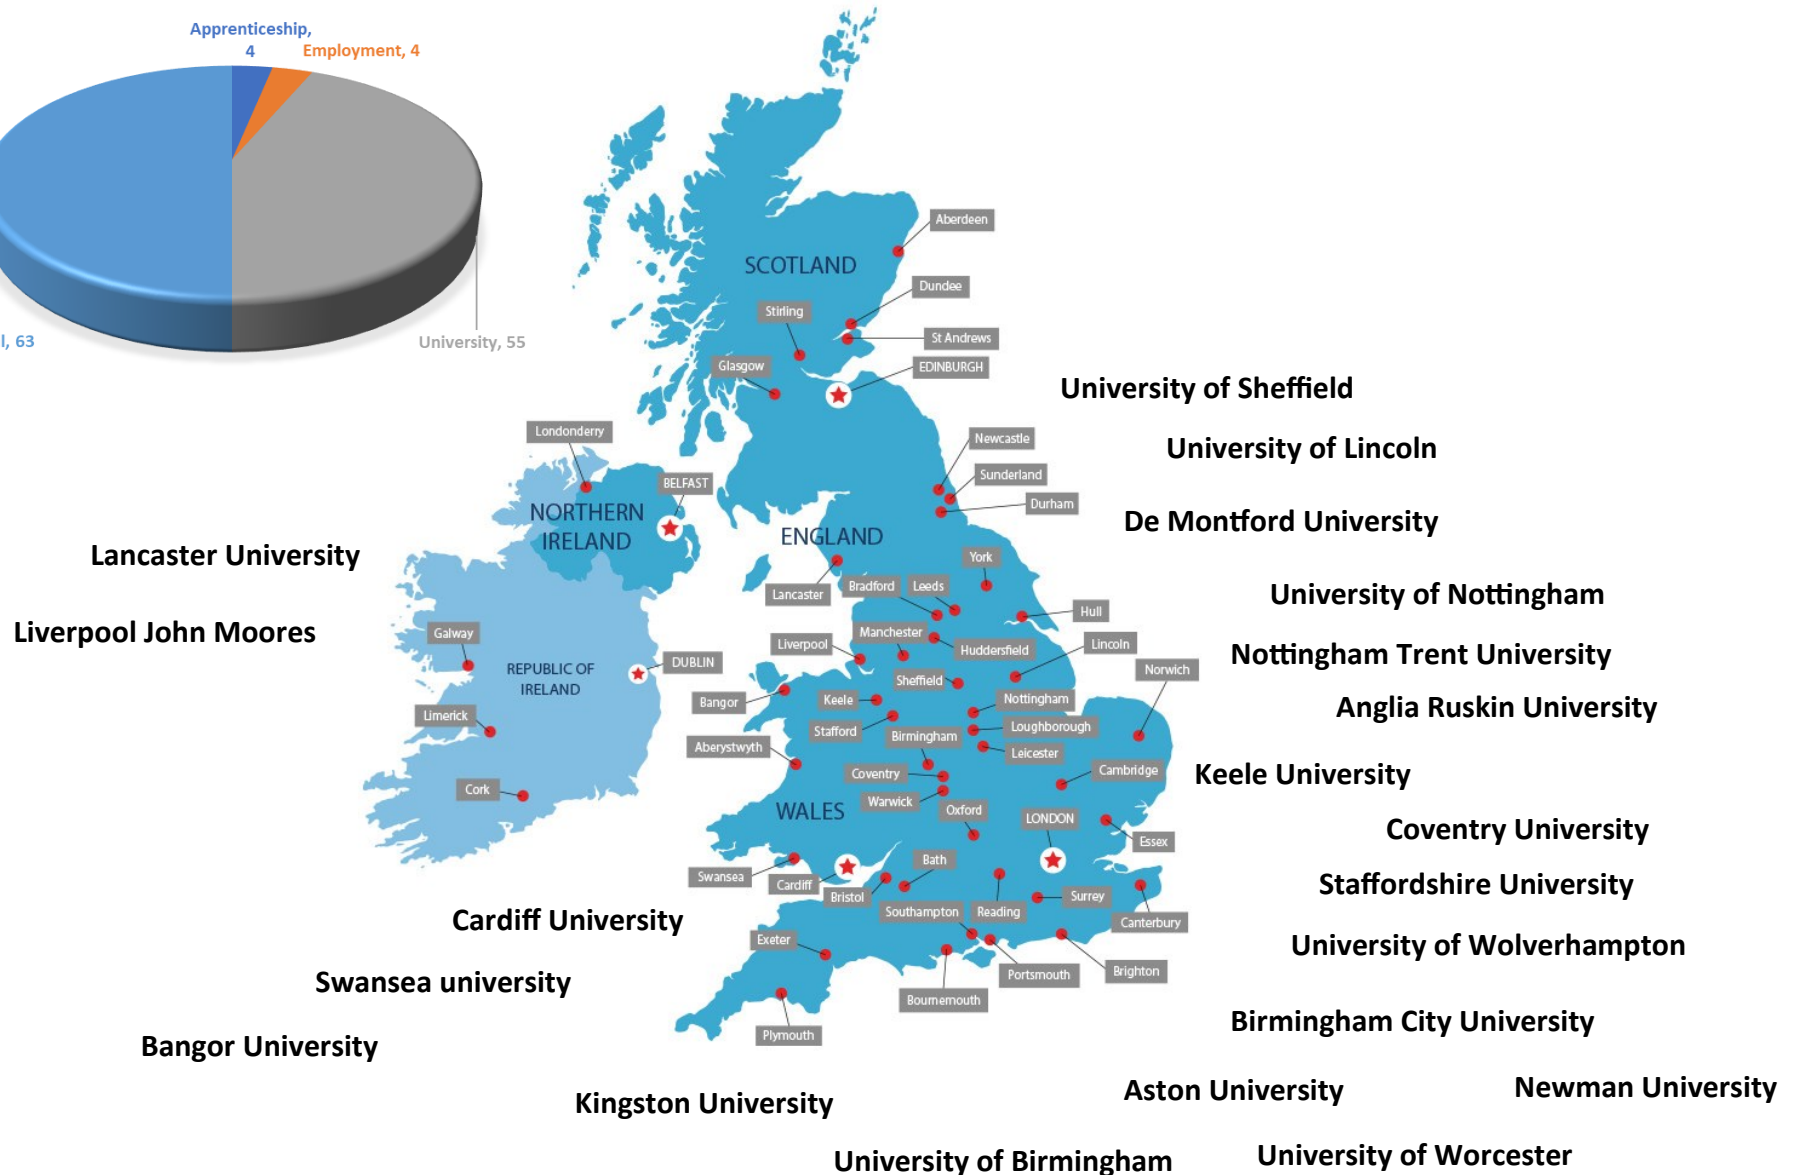 Apprenticeship,
4
Employment, 4
l, 63
University, 55
Aberdeen
SCOTLAND
Dundee
Stirling
St Andrews
Glasgow
EDINBURGH
University of Sheffield
Londonderry
Newcastle
University of Lincoln
Sunderland
BELFAST
Durham
NORTHERN
IRELAND
De Montford University
ENGLAND
Lancaster University
York
Bradford
Leeds
Lancaster
University of Nottingham
Hull
Liverpool John Moores
Galway
Manchester
Liverpool
Huddersfield
Lincoln
Nottingham Trent University
REPUBLIC OF
IRELAND
DUBLIN
Norwich
Sheffield
Bangor
Keele
Nottingham
Anglia Ruskin University
Limerick
Stafford
Loughborough
Birmingham
Aberystwyth
Leicester
Coventry
Cambridge
Keele University
Cork
Warwick
WALES
Oxford
LONDON
Coventry University
Essex
Bath
Swansea
Cardiff
Staffordshire University
Bristol
Surrey
Southampton
Reading
Cardiff University
Canterbury
Exeter
University of Wolverhampton
Portsmouth
Brighton
Swansea university
Bournemouth
Birmingham City University
Plymouth
Bangor University
Aston University
Newman University
Kingston University
University of Birmingham
University of Worcester